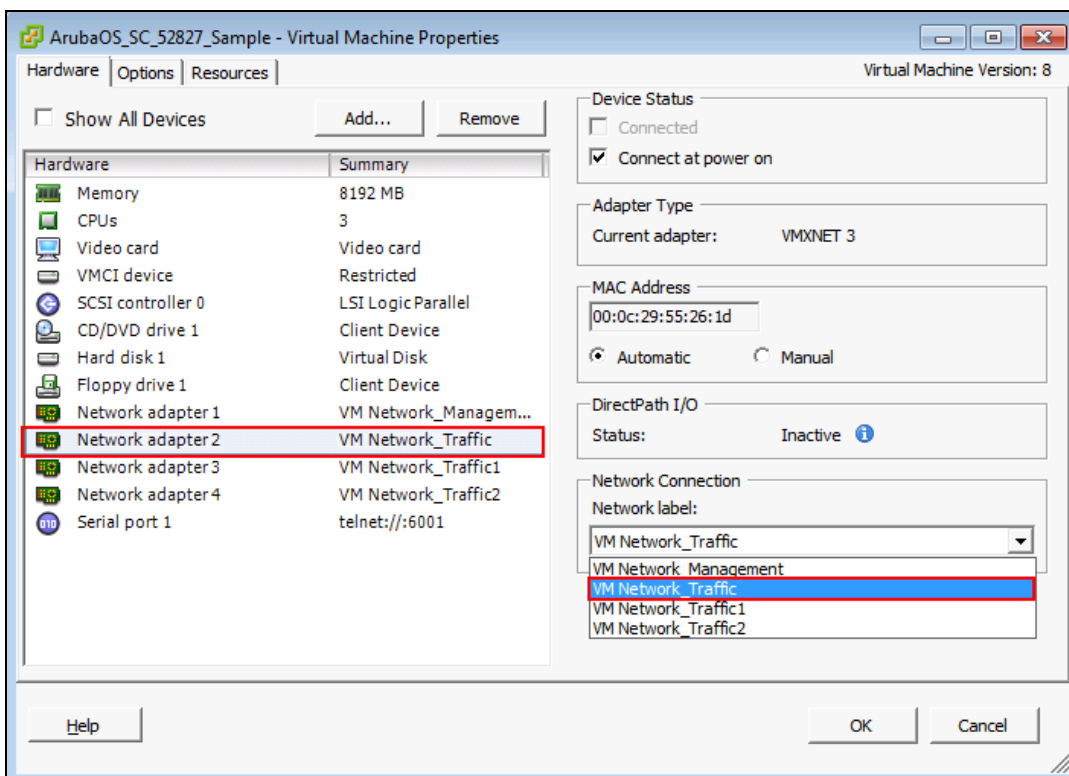 ArubaOS_SC_52827_Sample - Virtual Machine Properties
Hardware Options Resources
Virtual Machine Version: 8
Show All Devices
Add... Remove
Hardware Summary
Memory 8192 MB
CPUs 3
Video card Video card
VMCI device Restricted
SCSI controller 0 LSI Logic Parallel
CD/DVD drive 1 Client Device
Hard disk 1 Virtual Disk
Floppy drive 1 Client Device
Network adapter 1 VM Network_Managem...
Network adapter 2 VM Network_Traffic
Network adapter 3 VM Network_Traffic1
Network adapter 4 VM Network_Traffic2
Serial port 1 telnet://:6001
Device Status
Connected
Connect at power on
Adapter Type
Current adapter: VMXNET 3
MAC Address
00:0c:29:55:26:1d
Automatic Manual
DirectPath I/O
Status: Inactive
Network Connection
Network label:
VM Network_Traffic
VM Network_Management
VM Network_Traffic
VM Network_Traffic1
VM Network_Traffic2
Help
OK Cancel